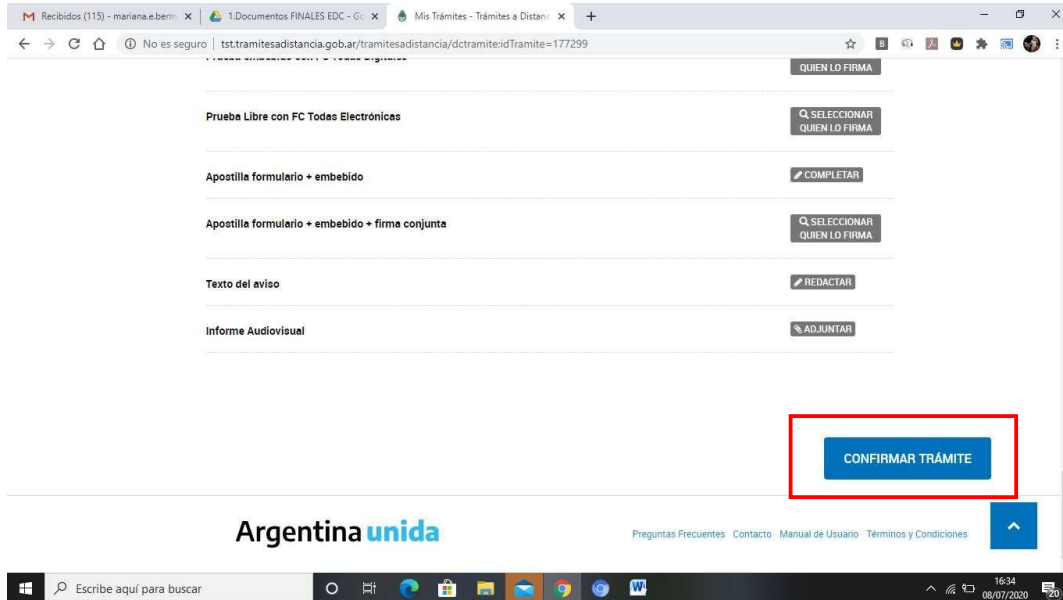 Recibidos (115) - mariana.e.berm
1.Documentos FINALES EDC - Go
Mis Trámites - Trámites a Distanc
No es seguro | tst.tramitesadistancia.gob.ar/tramitesadistancia/dctramite;idTramite=177299
QUIEN LO FIRMA
Prueba Libre con FC Todas Electrónicas
SELECCIONAR
QUIEN LO FIRMA
Apostilla formulario + embebido
COMPLETAR
Apostilla formulario + embebido + firma conjunta
SELECCIONAR
QUIEN LO FIRMA
Texto del aviso
REDACTAR
Informe Audiovisual
ADJUNTAR
CONFIRMAR TRÁMITE
Argentina unida
Preguntas Frecuentes Contacto Manual de Usuario Términos y Condiciones
Escribe aquí para buscar
16:34
08/07/2020
20